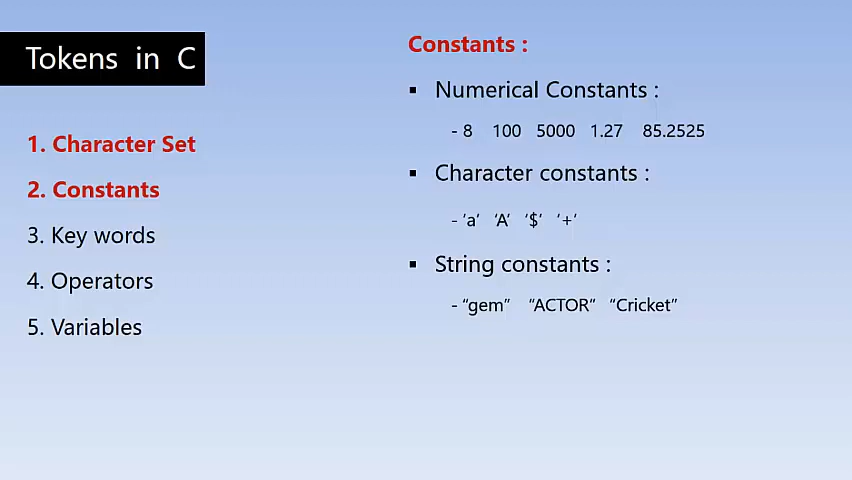 Tokens in C
1. Character Set
2. Constants
3. Key words
4. Operators
5. Variables
Constants :
▪ Numerical Constants :
- 8 100 5000 1.27 85.2525
▪ Character constants :
- ‘a’ ‘A’ ‘$’ ‘+’
▪ String constants :
- “gem” “ACTOR” “Cricket”